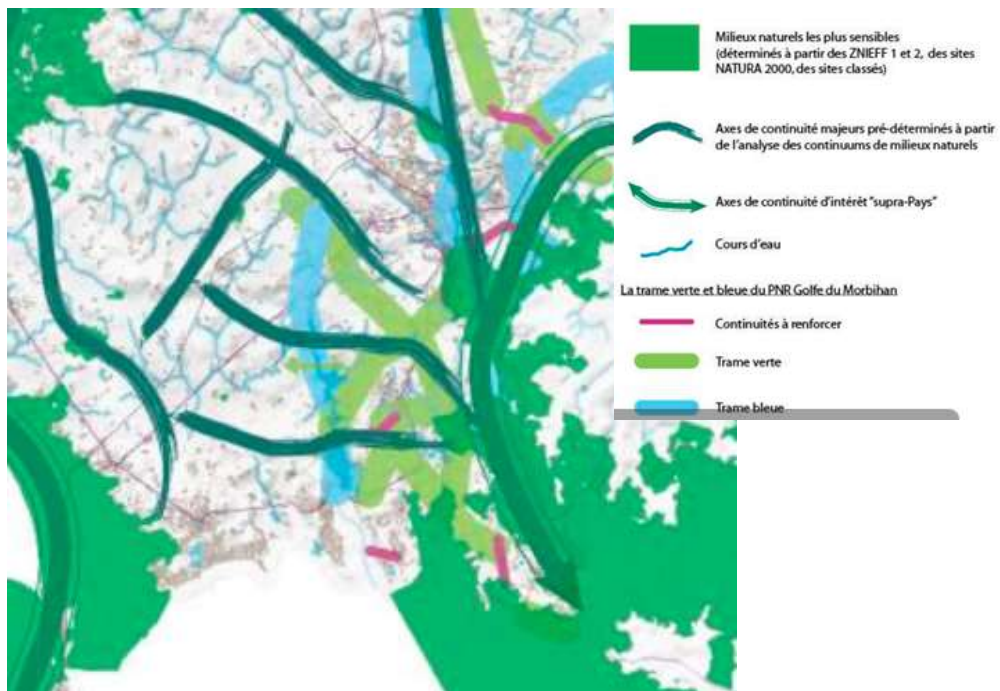 Milieux naturels les plus sensibles
(déterminés à partir des ZNIEFF 1 et 2, des sites
NATURA 2000, des sites classés)
Axes de continuité majeurs pré-déterminés à partir
de l'analyse des continuums de milieux naturels
Axes de continuité d'intérêt "supra-Pays"
Cours d'eau
La trame verte et bleue du PNR Golfe du Morbihan
Continuités à renforcer
Trame verte
Trame bleue